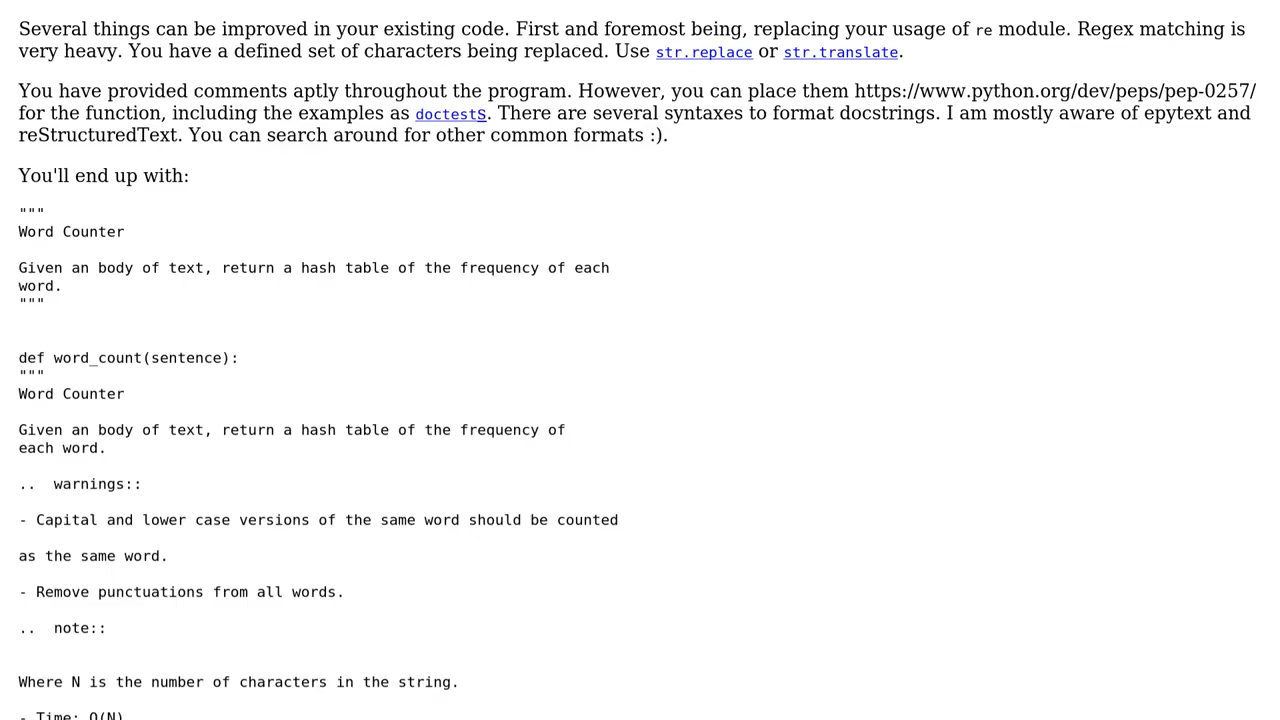 Several things can be improved in your existing code. First and foremost being, replacing your usage of re module. Regex matching is
very heavy. You have a defined set of characters being replaced. Use str.replace or str.translate.
You have provided comments aptly throughout the program. However, you can place them https://www.python.org/dev/peps/pep-0257/
for the function, including the examples as doctestS. There are several syntaxes to format docstrings. I am mostly aware of epytext and
reStructuredText. You can search around for other common formats :).
You'll end up with:
"""
Word Counter
Given an body of text, return a hash table of the frequency of each
word.
"""
def word_count(sentence):
"""
Word Counter
Given an body of text, return a hash table of the frequency of
each word.
..  warnings::
- Capital and lower case versions of the same word should be counted
as the same word.
- Remove punctuations from all words.
..  note::
Where N is the number of characters in the string.
- Time: O(N)